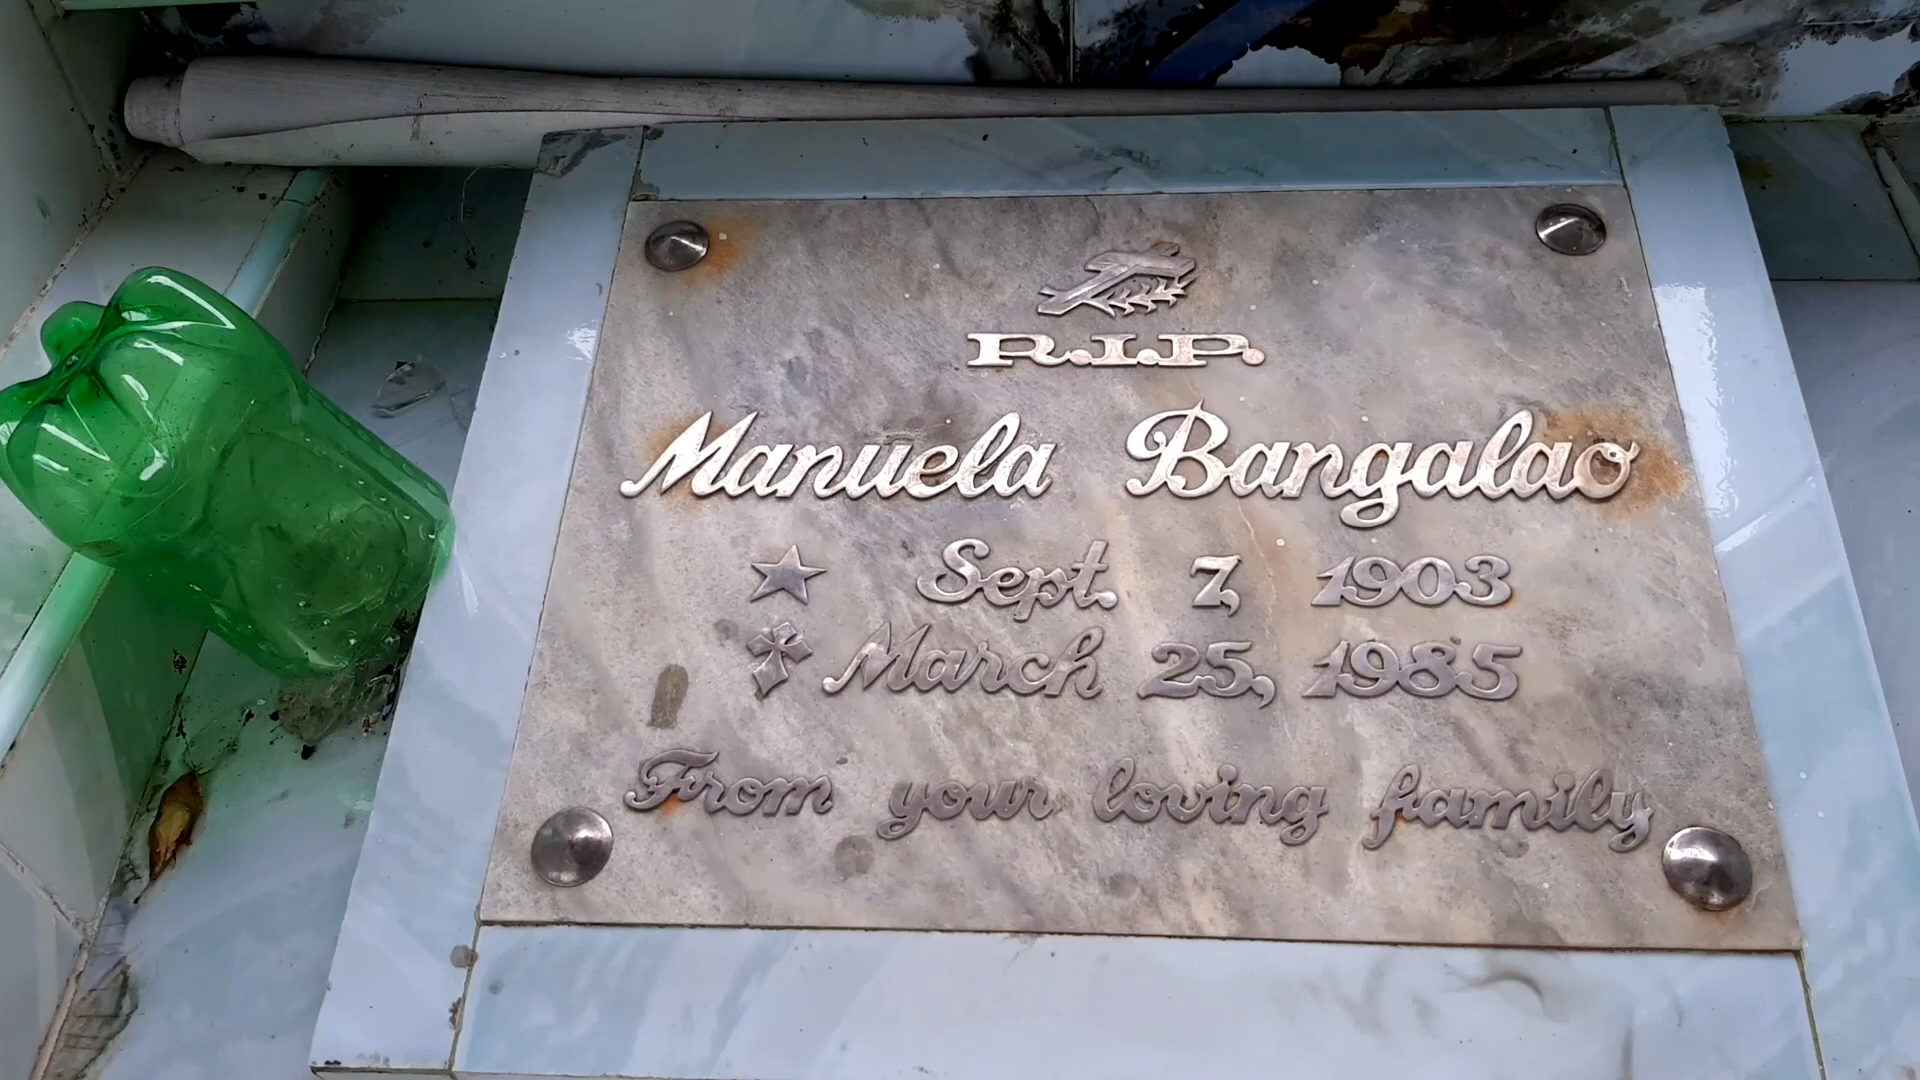 R.I.P.
Manuela Bangalao
Sept. 7, 1903
March 25, 1985
From your loving family